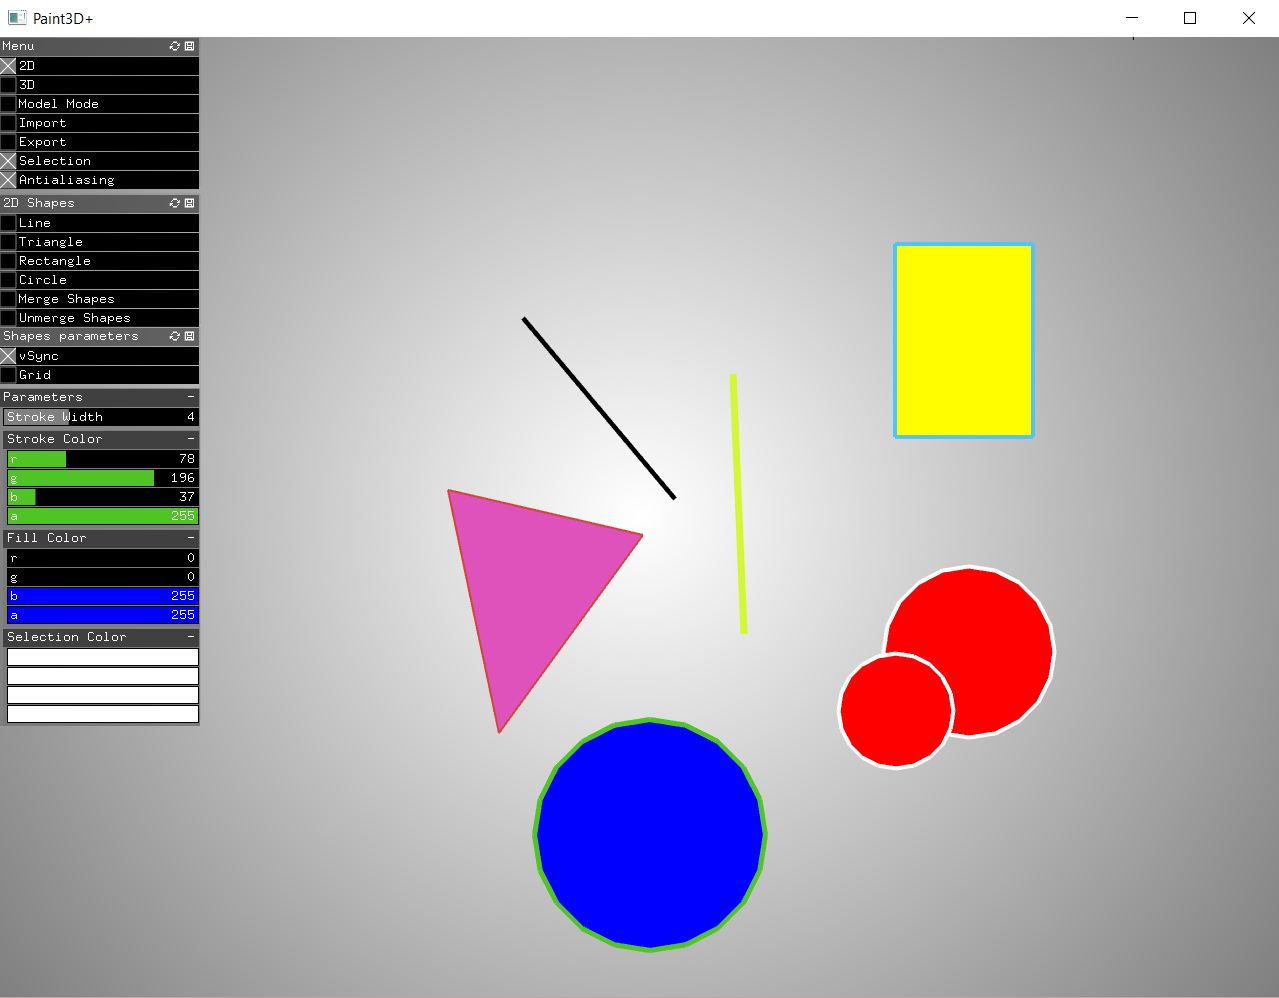 Paint3D+
Menu
2D
3D
Model Mode
Import
Export
Selection
Antialiasing
2D Shapes
Line
Triangle
Rectangle
Circle
Merge Shapes
Unmerge Shapes
Shapes parameters
vSync
Grid
Parameters -
Stroke Width 4
Stroke Color -
r 78
g 196
b 37
a 255
Fill Color -
r 0
g 0
b 255
a 255
Selection Color -